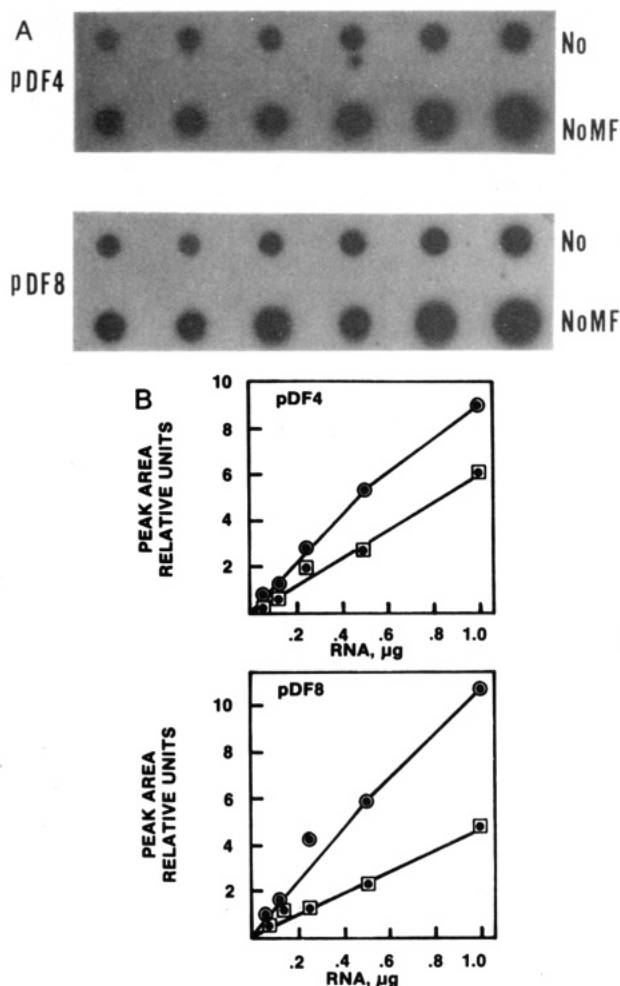 A
No
pDF4
NoMF
No
pDF8
NoMF
B
pDF4
10
8
6
4
2
PEAK AREA
RELATIVE UNITS
.2 .4 .6 .8 1.0
RNA, µg
pDF8
10
8
6
4
2
PEAK AREA
RELATIVE UNITS
.2 .4 .6 .8 1.0
RNA, µg